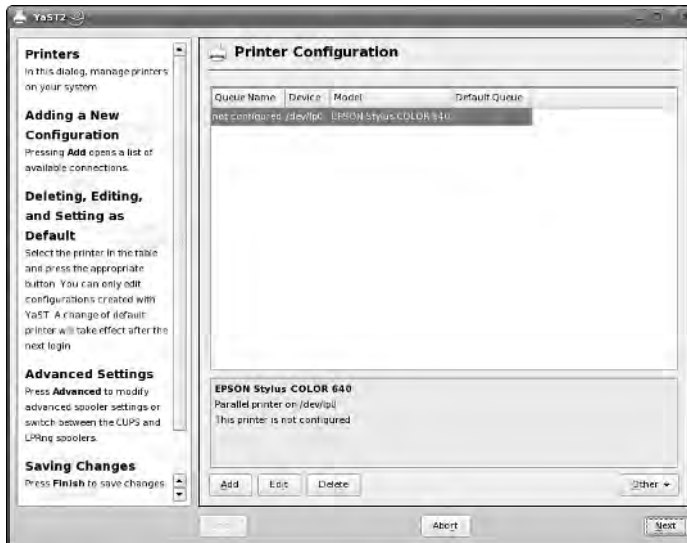 YaST2
Printers
In this dialog, manage printers
on your system
Adding a New
Configuration
Pressing Add opens a list of
available connections.
Deleting, Editing,
and Setting as
Default
Select the printer in the table
and press the appropriate
button. You can only edit
configurations created with
YaST. A change of default
printer will take effect after the
next login
Advanced Settings
Press Advanced to modify
advanced spooler settings or
switch between the CUPS and
LPRng spoolers.
Saving Changes
Press Finish to save changes
Printer Configuration
Queue Name Device Model Default Queue
not configured /dev/lp0 EPSON Stylus COLOR 640
EPSON Stylus COLOR 640
Parallel printer on /dev/lp0
This printer is not configured
Add Edit Delete Other
Abort Next